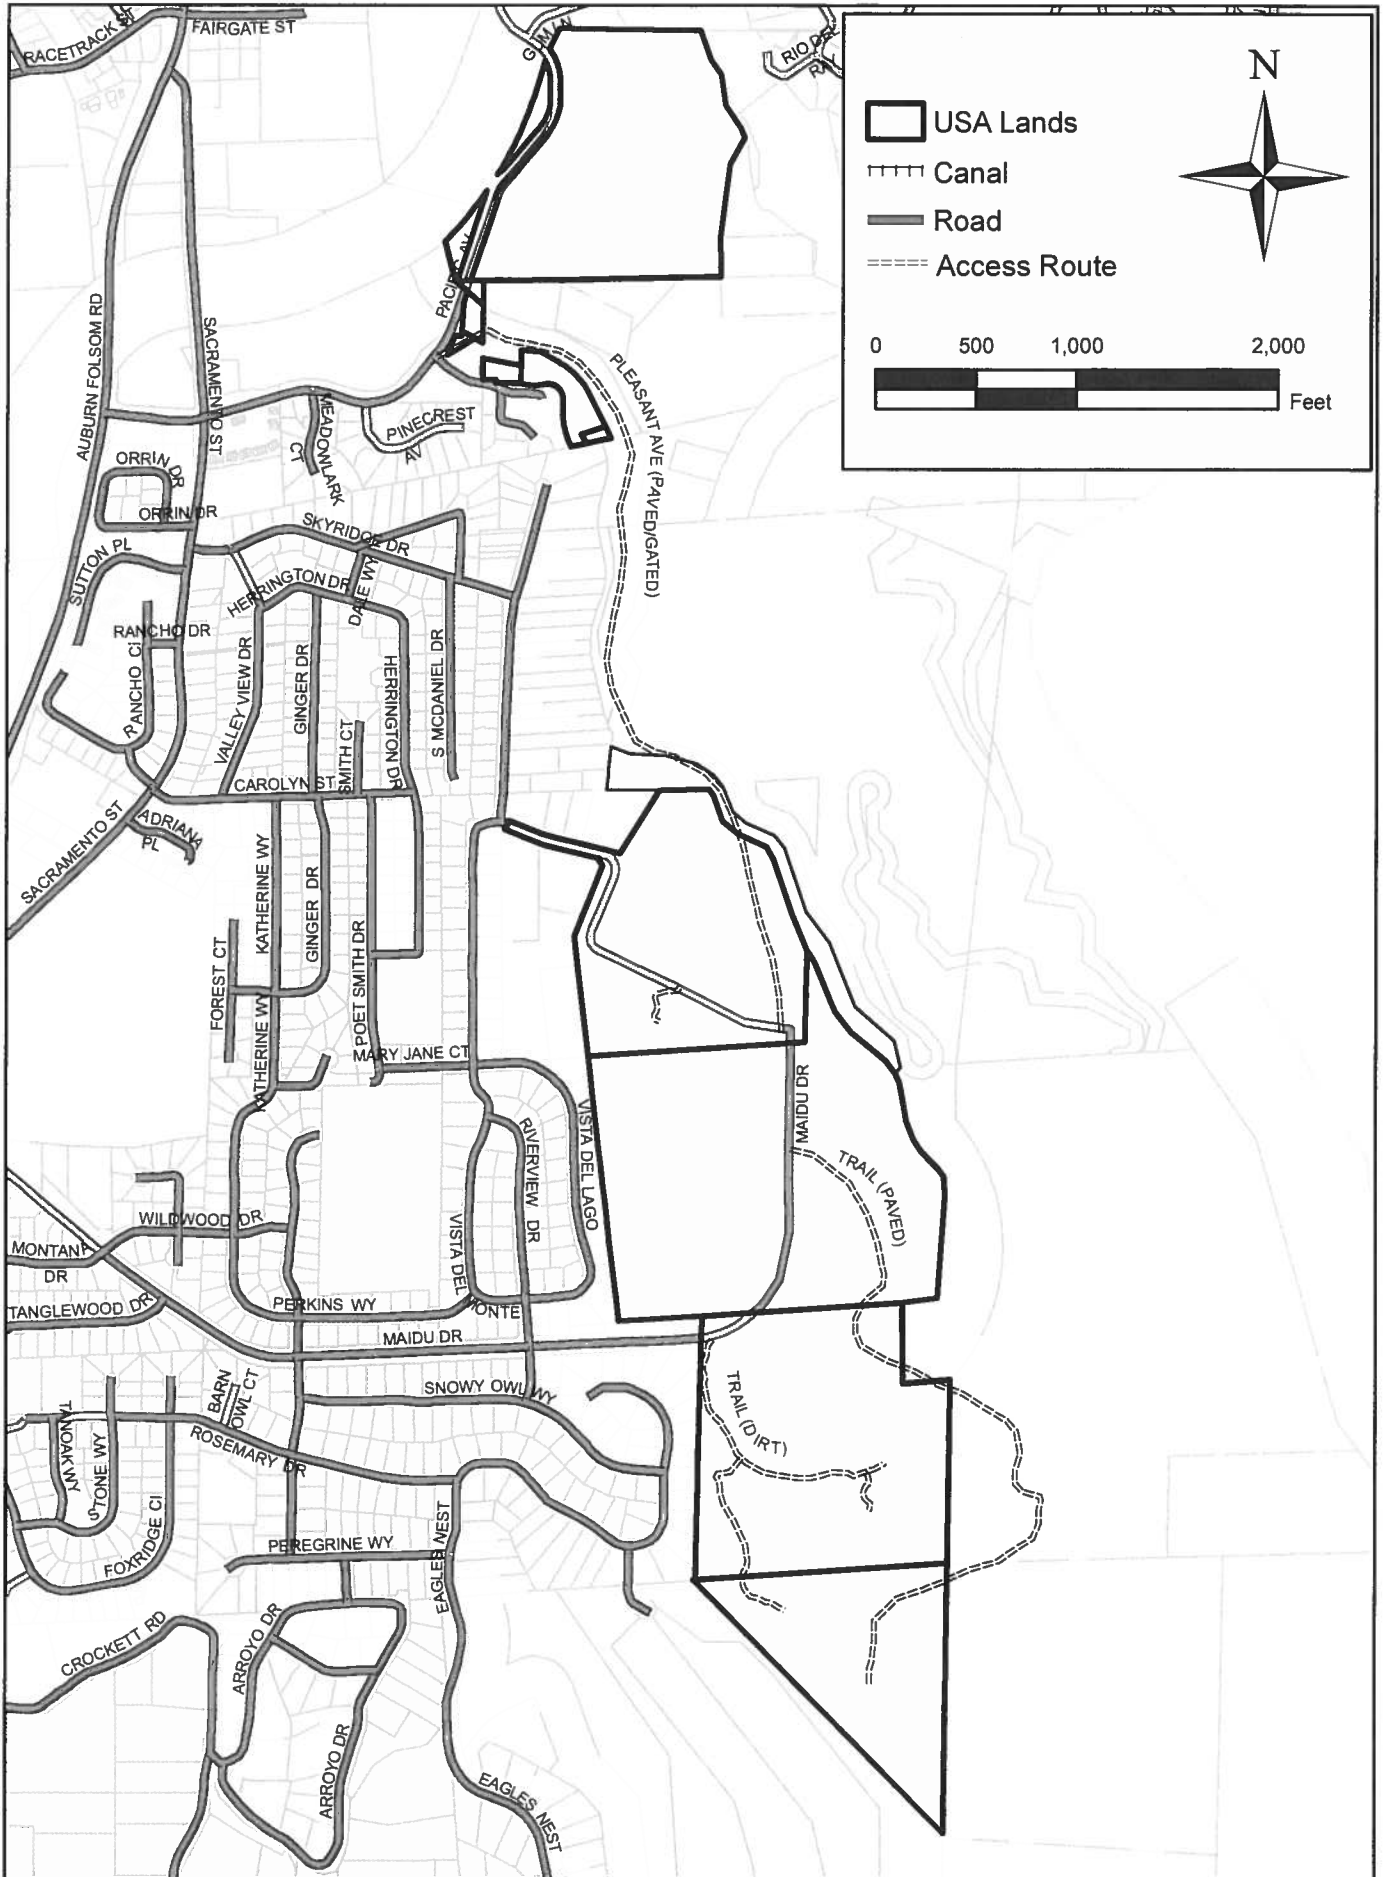 RACETRACK ST
FAIRGATE ST
GUM LN
RIO DEL
RAY
N
USA Lands
Canal
Road
Access Route
0 500 1,000 2,000
Feet
AUBURN FOLSOM RD
SACRAMENTO ST
PLEASANT AVE (PAVED/GATED)
MEADOWLARK
CT
PINECREST
AV
ORRIN DR
ORRIN DR
SUTTON PL
SKYRIDGE DR
HERRINGTON DR
DALE WY
RANCHO DR
RANCHO CI
VALLEY VIEW DR
GINGER DR
HERRINGTON DR
S MCDANIEL DR
SMITH CT
CAROLYN ST
SACRAMENTO ST
ADRIANA
PL
KATHERINE WY
GINGER DR
FOREST CT
POET SMITH DR
KATHERINE WY
MARY JANE CT
MAIDU DR
VISTA DEL LAGO
RIVERVIEW DR
TRAIL (PAVED)
WILDWOOD DR
MONTANA
DR
VISTA DEL
MONTE
TANGLEWOOD DR
PERKINS WY
MAIDU DR
BARN
OWL CT
SNOWY OWL WY
TRAIL (DIRT)
TANOAK WY
STONE WY
ROSEMARY DR
FOXRIDGE CI
PEREGRINE WY
EAGLES NEST
CROCKETT RD
ARROYO DR
ARROYO DR
EAGLES NEST